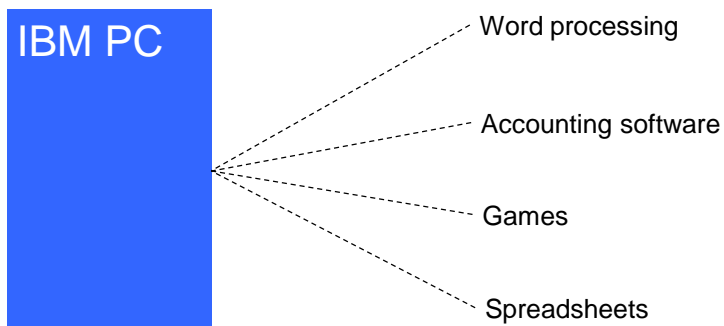 IBM PC
Word processing
Accounting software
Games
Spreadsheets